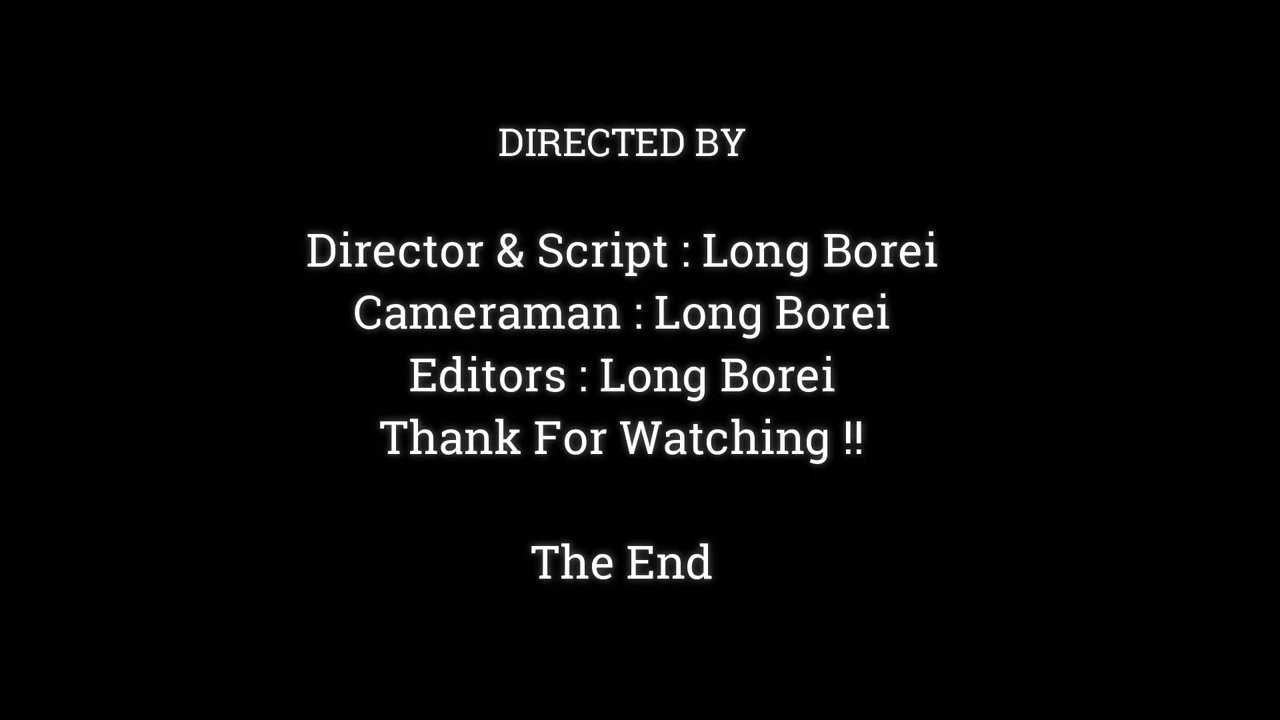 DIRECTED BY
Director & Script : Long Borei
Cameraman : Long Borei
Editors : Long Borei
Thank For Watching !!
The End